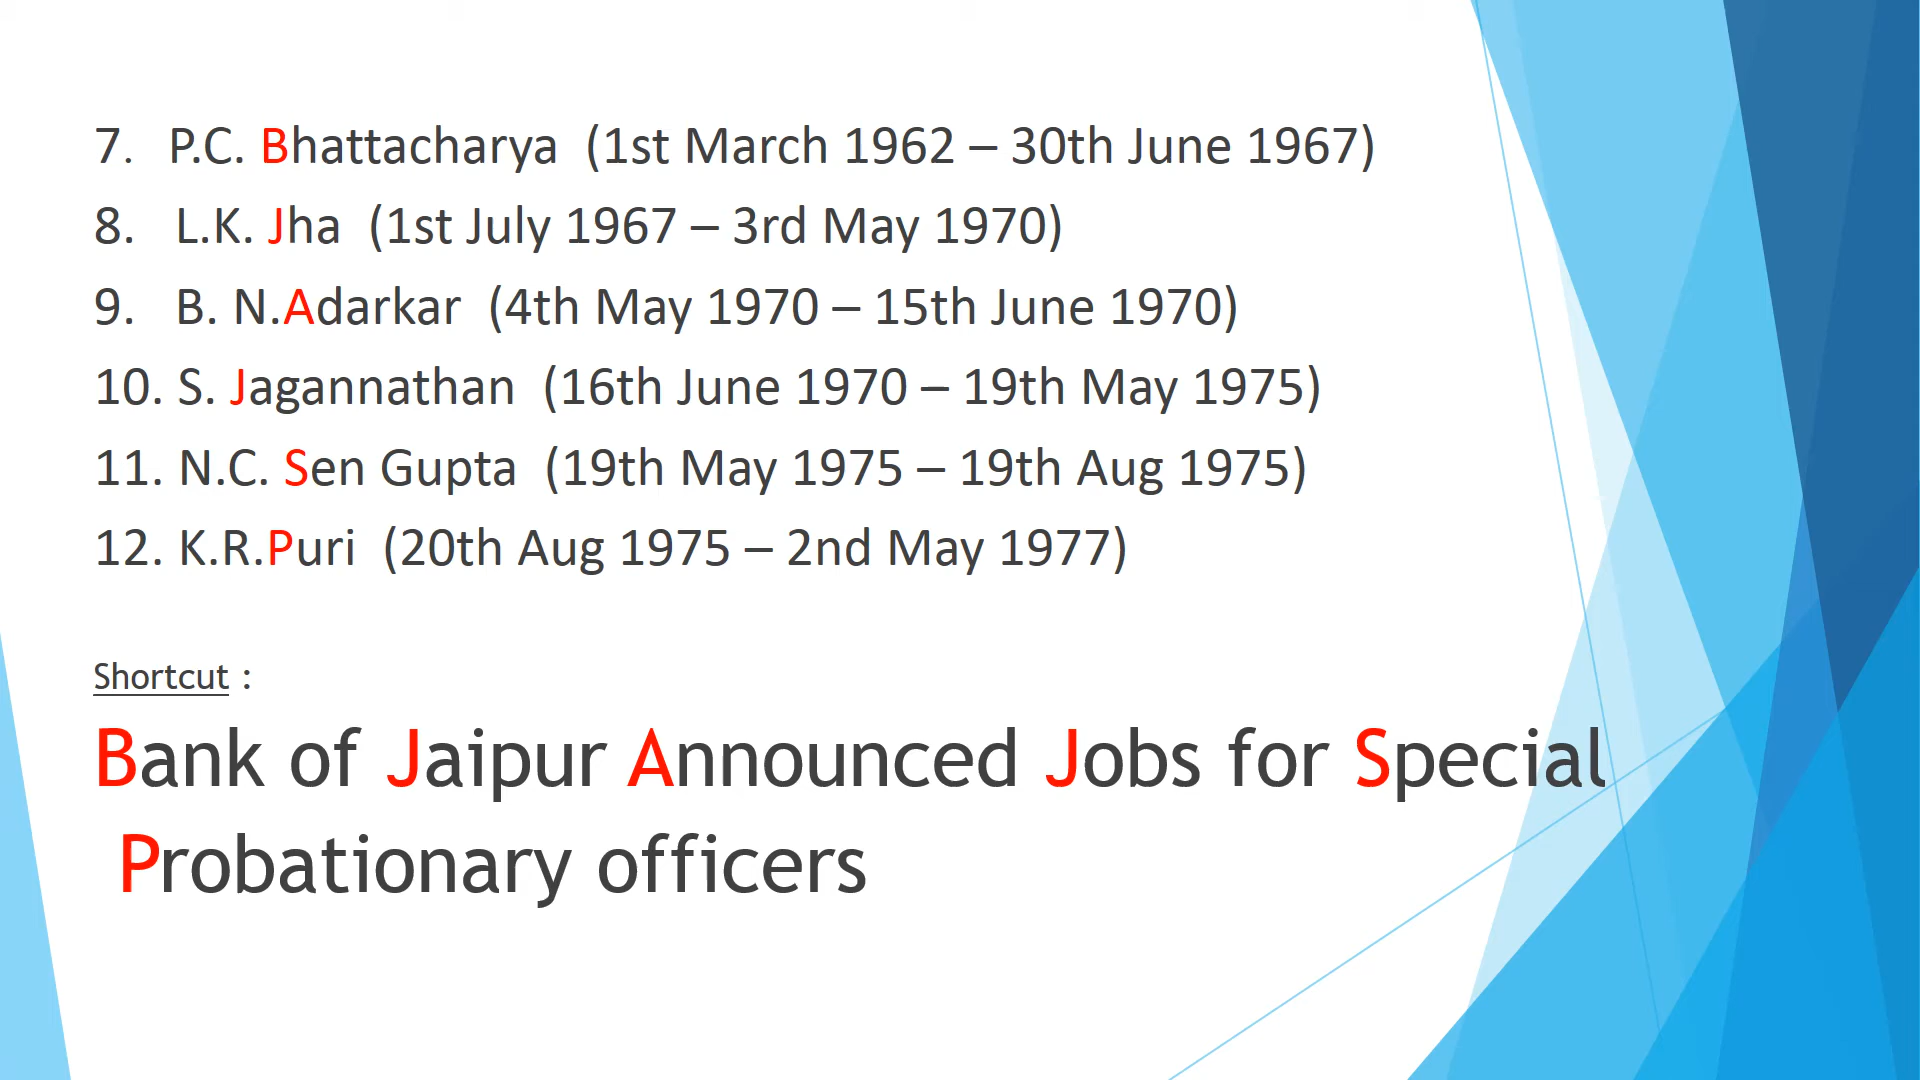 7. P.C. Bhattacharya (1st March 1962 – 30th June 1967)
8. L.K. Jha (1st July 1967 – 3rd May 1970)
9. B. N.Adarkar (4th May 1970 – 15th June 1970)
10. S. Jagannathan (16th June 1970 – 19th May 1975)
11. N.C. Sen Gupta (19th May 1975 – 19th Aug 1975)
12. K.R.Puri (20th Aug 1975 – 2nd May 1977)
Shortcut :
Bank of Jaipur Announced Jobs for Special
Probationary officers